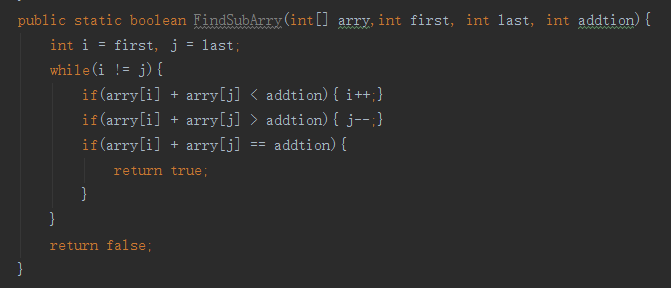 public static boolean FindSubArry(int[] arry,int first, int last, int addtion){
    int i = first, j = last;
    while(i != j){
        if(arry[i] + arry[j] < addtion){ i++;}
        if(arry[i] + arry[j] > addtion){ j--;}
        if(arry[i] + arry[j] == addtion){
            return true;
        }
    }
    return false;
}